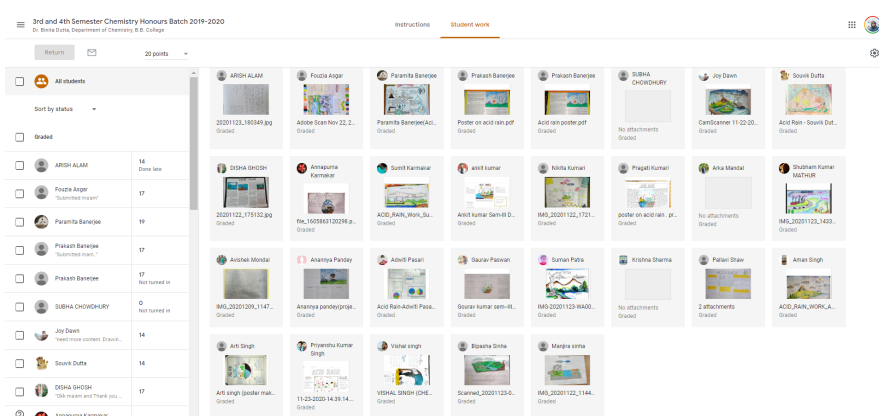 3rd and 4th Semester Chemistry Honours Batch 2019-2020
Dr. Binita Dutta, Department of Chemistry, B.B. College
Instructions
Student work
Return
20 points
All students
Sort by status
Graded
ARISH ALAM
14
Done late
Fouzia Asgar
"Submitted maam"
17
Paramita Banerjee
19
Prakash Banerjee
"Submitted mam.."
17
Prakash Banerjee
17
Not turned in
SUBHA CHOWDHURY
0
Not turned in
Joy Dawn
"need more content. Drawin...
14
Souvik Dutta
14
DISHA GHOSH
"Okk maam and Thank you ...
17
Annapurna Karmakar
ARISH ALAM
20201123_180349.jpg
Graded
Fouzia Asgar
Adobe Scan Nov 22, 2...
Graded
Paramita Banerjee
Paramita Banerjee(Aci...
Graded
Prakash Banerjee
Poster on acid rain.pdf
Graded
Prakash Banerjee
Acid rain poster.pdf
Graded
SUBHA
CHOWDHURY
No attachments
Graded
Joy Dawn
CamScanner 11-22-20...
Graded
Souvik Dutta
Acid Rain - Souvik Dut...
Graded
DISHA GHOSH
20201122_175132.jpg
Graded
Annapurna
Karmakar
file_1605863120298.p...
Graded
Sumit Karmakar
ACID_RAIN_Work_Su...
Graded
ankit kumar
Ankit kumar Sem-III D...
Graded
Nikita Kumari
IMG_20201122_1721...
Graded
Pragati Kumari
poster on acid rain . pr...
Graded
Arka Mandal
No attachments
Graded
Shubham Kumar
MATHUR
IMG_20201123_1433...
Graded
Avishek Mondal
IMG_20201209_1147...
Graded
Anannya Pandey
Anannya pandey(proje...
Graded
Adwiti Pasari
Acid Rain-Adwiti Pasa...
Graded
Gaurav Paswan
Gourav kumar sem-III...
Graded
Suman Patra
IMG-20201123-WA00...
Graded
Krishna Sharma
No attachments
Graded
Pallavi Shaw
2 attachments
Graded
Aman Singh
ACID_RAIN_WORK_A...
Graded
Arti Singh
Arti singh (poster mak...
Graded
Priyanshu Kumar
Singh
ACID RAIN
11-23-2020-14.39.14...
Graded
Vishal singh
VISHAL SINGH (CHE...
Graded
Bipasha Sinha
Scanned_20201123-0...
Graded
Manjira sinha
IMG_20201122_1144...
Graded